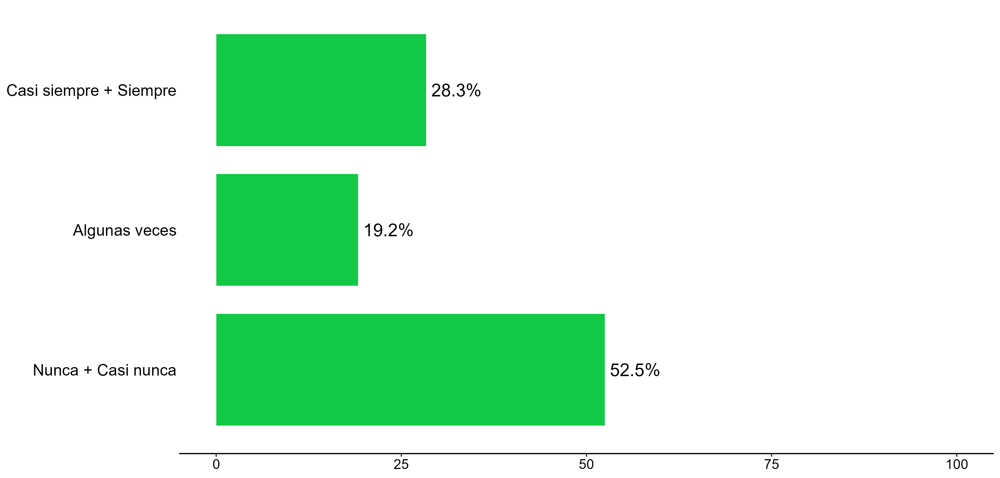 Casi siempre + Siempre
28.3%
Algunas veces
19.2%
Nunca + Casi nunca
52.5%
0 25 50 75 100